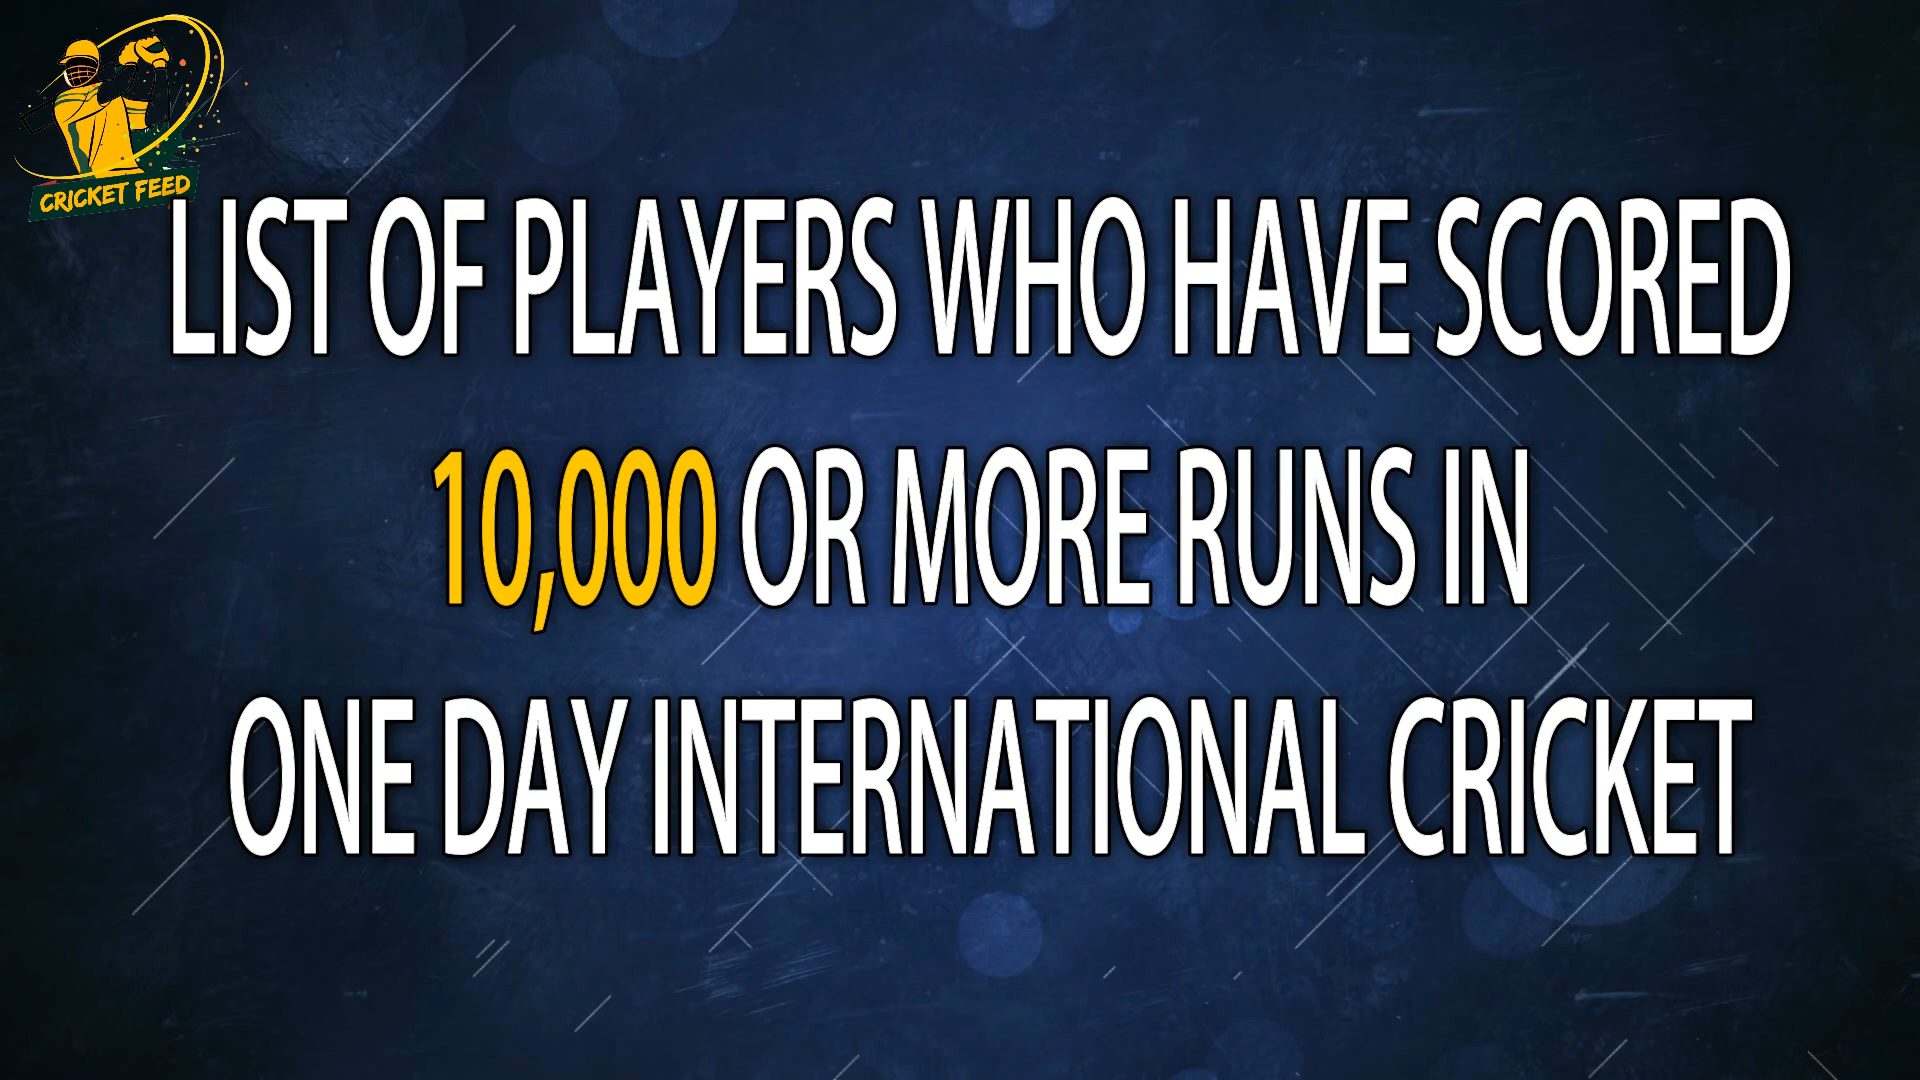 CRICKET FEED
LIST OF PLAYERS WHO HAVE SCORED
10,000 OR MORE RUNS IN
ONE DAY INTERNATIONAL CRICKET